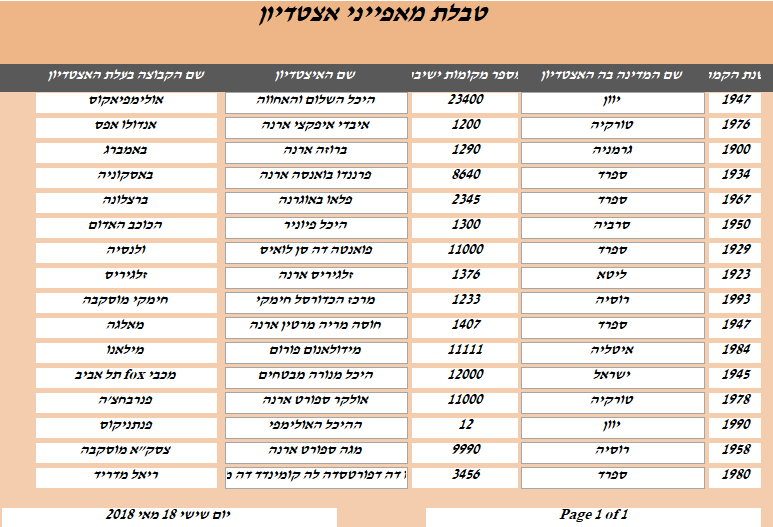 טבלת מאפייני אצטדיון
שנת הקמה שם המדינה בה האצטדיון מספר מקומות ישיבה שם האיצטדיון שם הקבוצה בעלת האצטדיון
1947 יוון 23400 היכל השלום והאחווה אולימפיאקוס
1976 טורקיה 1200 איבדי איפקצי ארנה אנדולו אפס
1900 גרמניה 1290 ברוזה ארנה באמברג
1934 ספרד 8640 פרננדו בואנסה ארנה באסקוניה
1967 ספרד 2345 פלאו באוגרנה ברצלונה
1950 סרביה 1300 היכל פיוניר הכוכב האדום
1929 ספרד 11000 פואנטה דה סן לואיס ולנסיה
1923 ליטא 1376 זלגיריס ארנה זלגיריס
1993 רוסיה 1233 מרכז הכדורסל חימקי חימקי מוסקבה
1947 ספרד 1407 חוסה מריה מרטין ארנה מאלגה
1984 איטליה 11111 מידולאנום פורום מילאנו
1945 ישראל 12000 היכל מנורה מבטחים מכבי fox תל אביב
1978 טורקיה 11000 אולקר ספורט ארנה פנרבחצ'ה
1990 יוון 12 ההיכל האולימפי פנתניקוס
1958 רוסיה 9990 מגה ספורט ארנה צסק"א מוסקבה
1980 ספרד 3456 דה דפורטסדה לה קומינדד דה ריאל מדריד
Page 1 of 1 יום שישי 18 מאי 2018